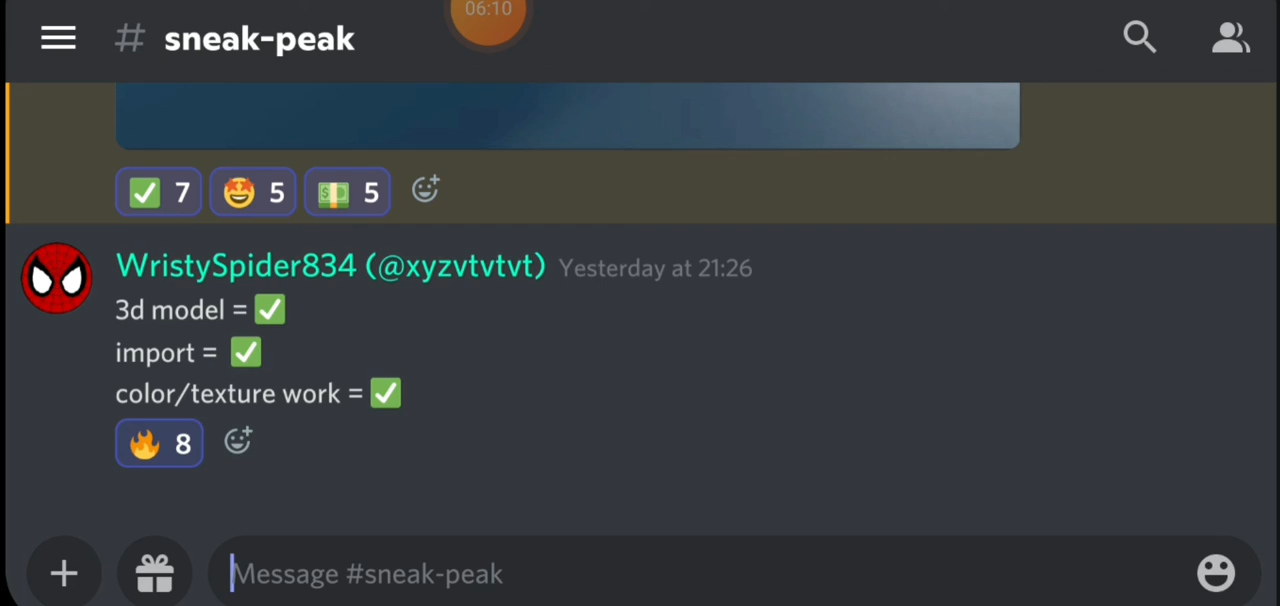 06:10
# sneak-peak
✅ 7 🤩 5 💵 5
WristySpider834 (@xyzvtvtvt) Yesterday at 21:26
3d model = ✅
import = ✅
color/texture work = ✅
🔥 8
Message #sneak-peak